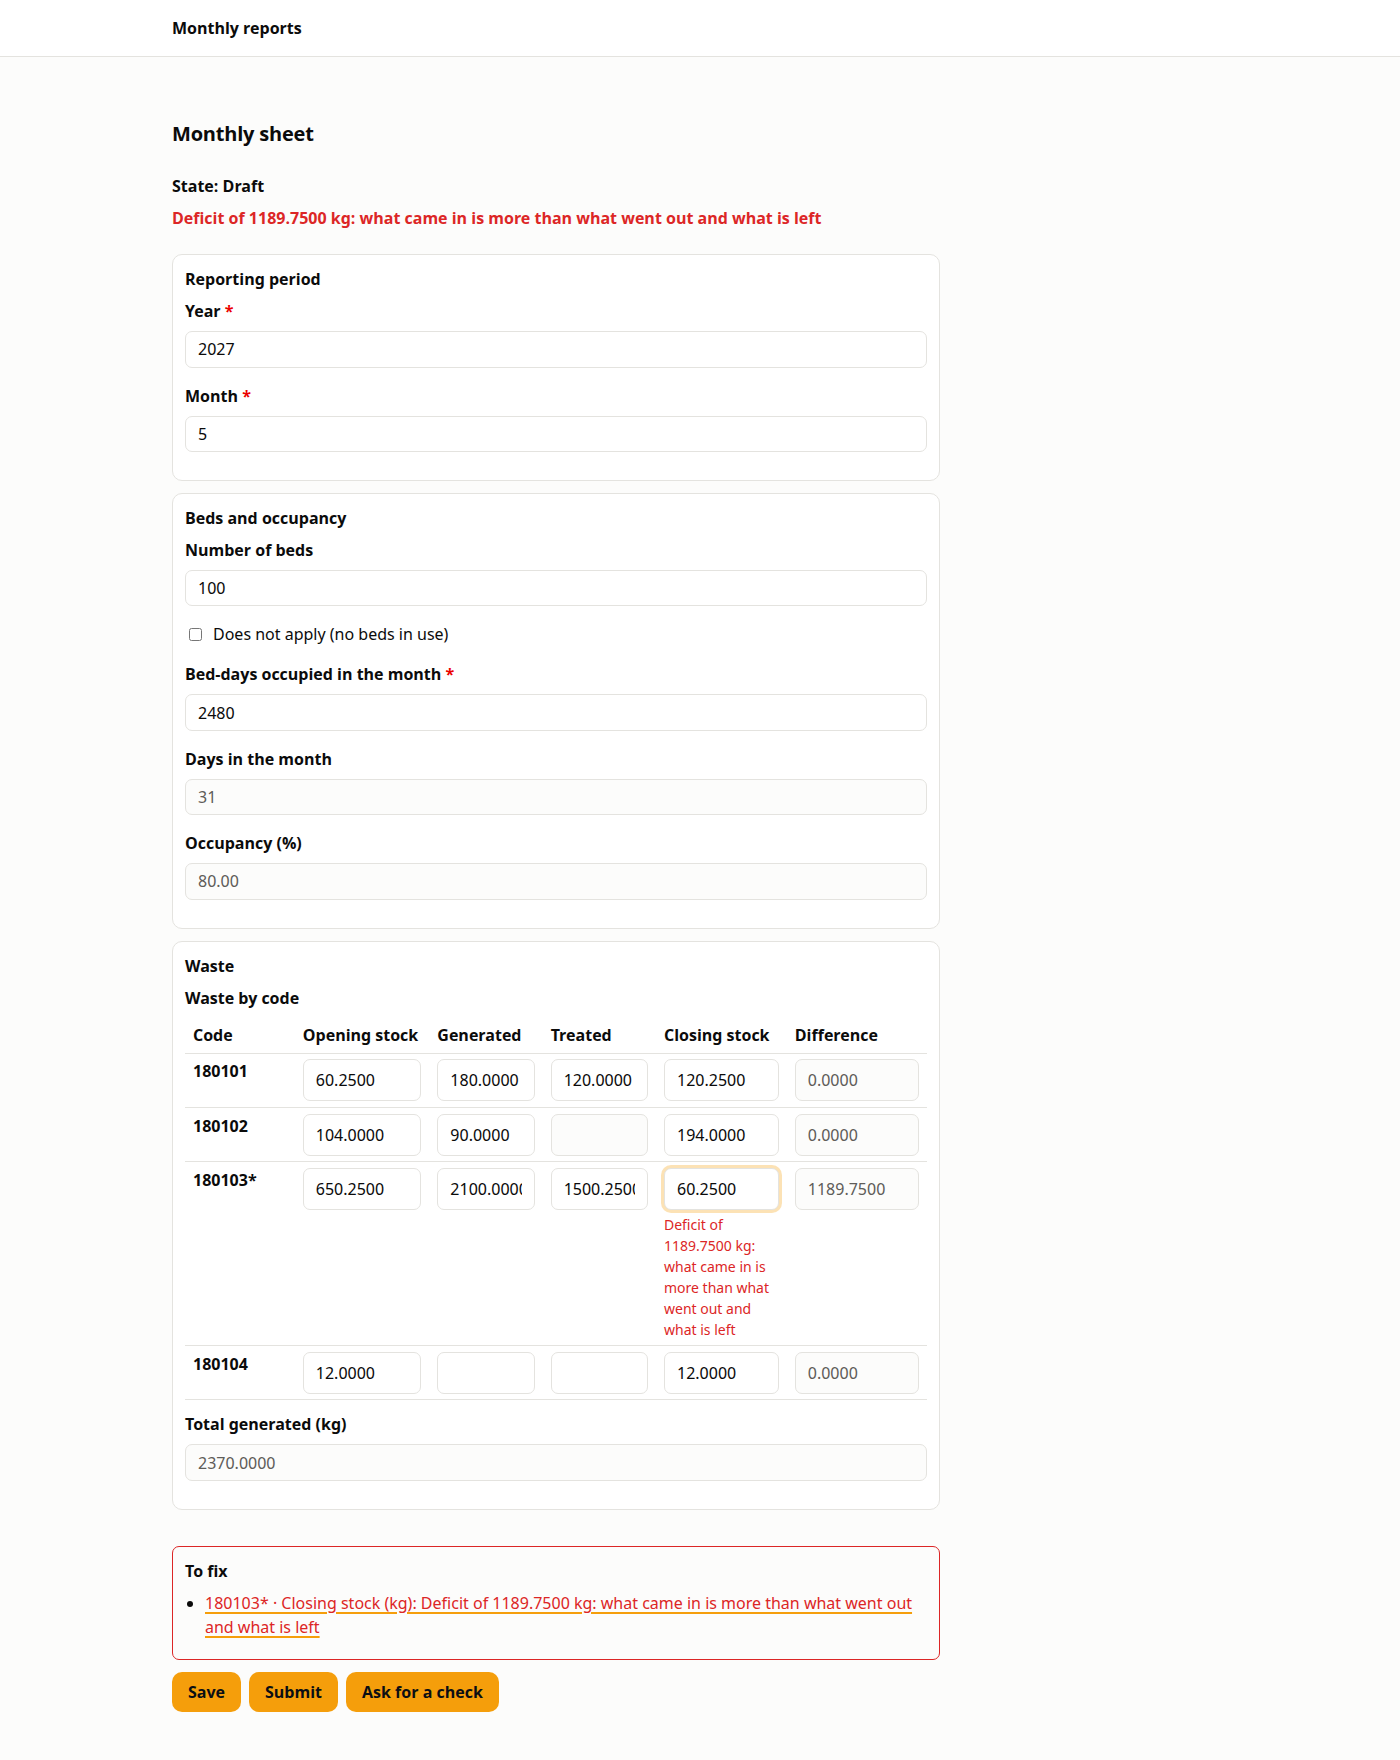 Monthly reports
Monthly sheet
State: Draft
Deficit of 1189.7500 kg: what came in is more than what went out and what is left
Reporting period
Year *
2027
Month *
5
Beds and occupancy
Number of beds
100
Does not apply (no beds in use)
Bed-days occupied in the month *
2480
Days in the month
31
Occupancy (%)
80.00
Waste
Waste by code
Code Opening stock Generated Treated Closing stock Difference
180101 60.2500 180.0000 120.0000 120.2500 0.0000
180102 104.0000 90.0000 194.0000 0.0000
180103* 650.2500 2100.0000 1500.2500 60.2500 1189.7500
Deficit of
1189.7500 kg:
what came in is
more than what
went out and
what is left
180104 12.0000 12.0000 0.0000
Total generated (kg)
2370.0000
To fix
180103* · Closing stock (kg): Deficit of 1189.7500 kg: what came in is more than what went out
and what is left
Save Submit Ask for a check